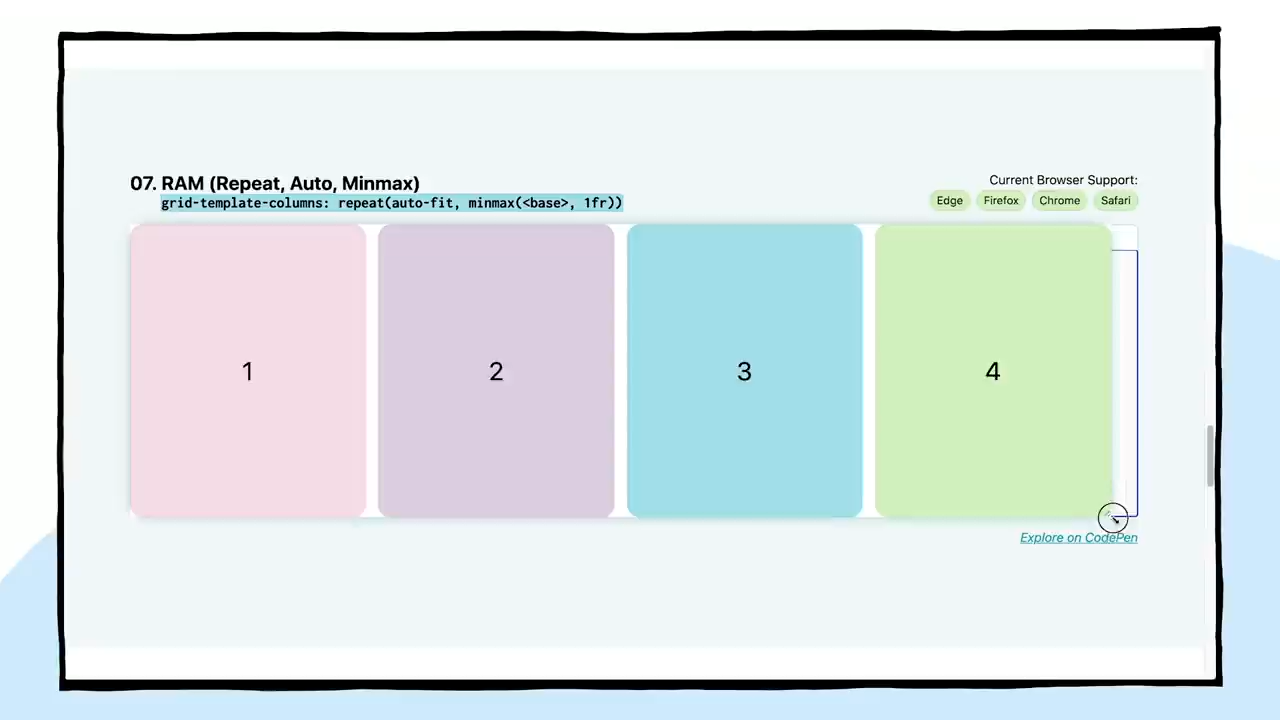 07. RAM (Repeat, Auto, Minmax)
grid-template-columns: repeat(auto-fit, minmax(<base>, 1fr))
Current Browser Support:
Edge Firefox Chrome Safari
1 2 3 4
Explore on CodePen